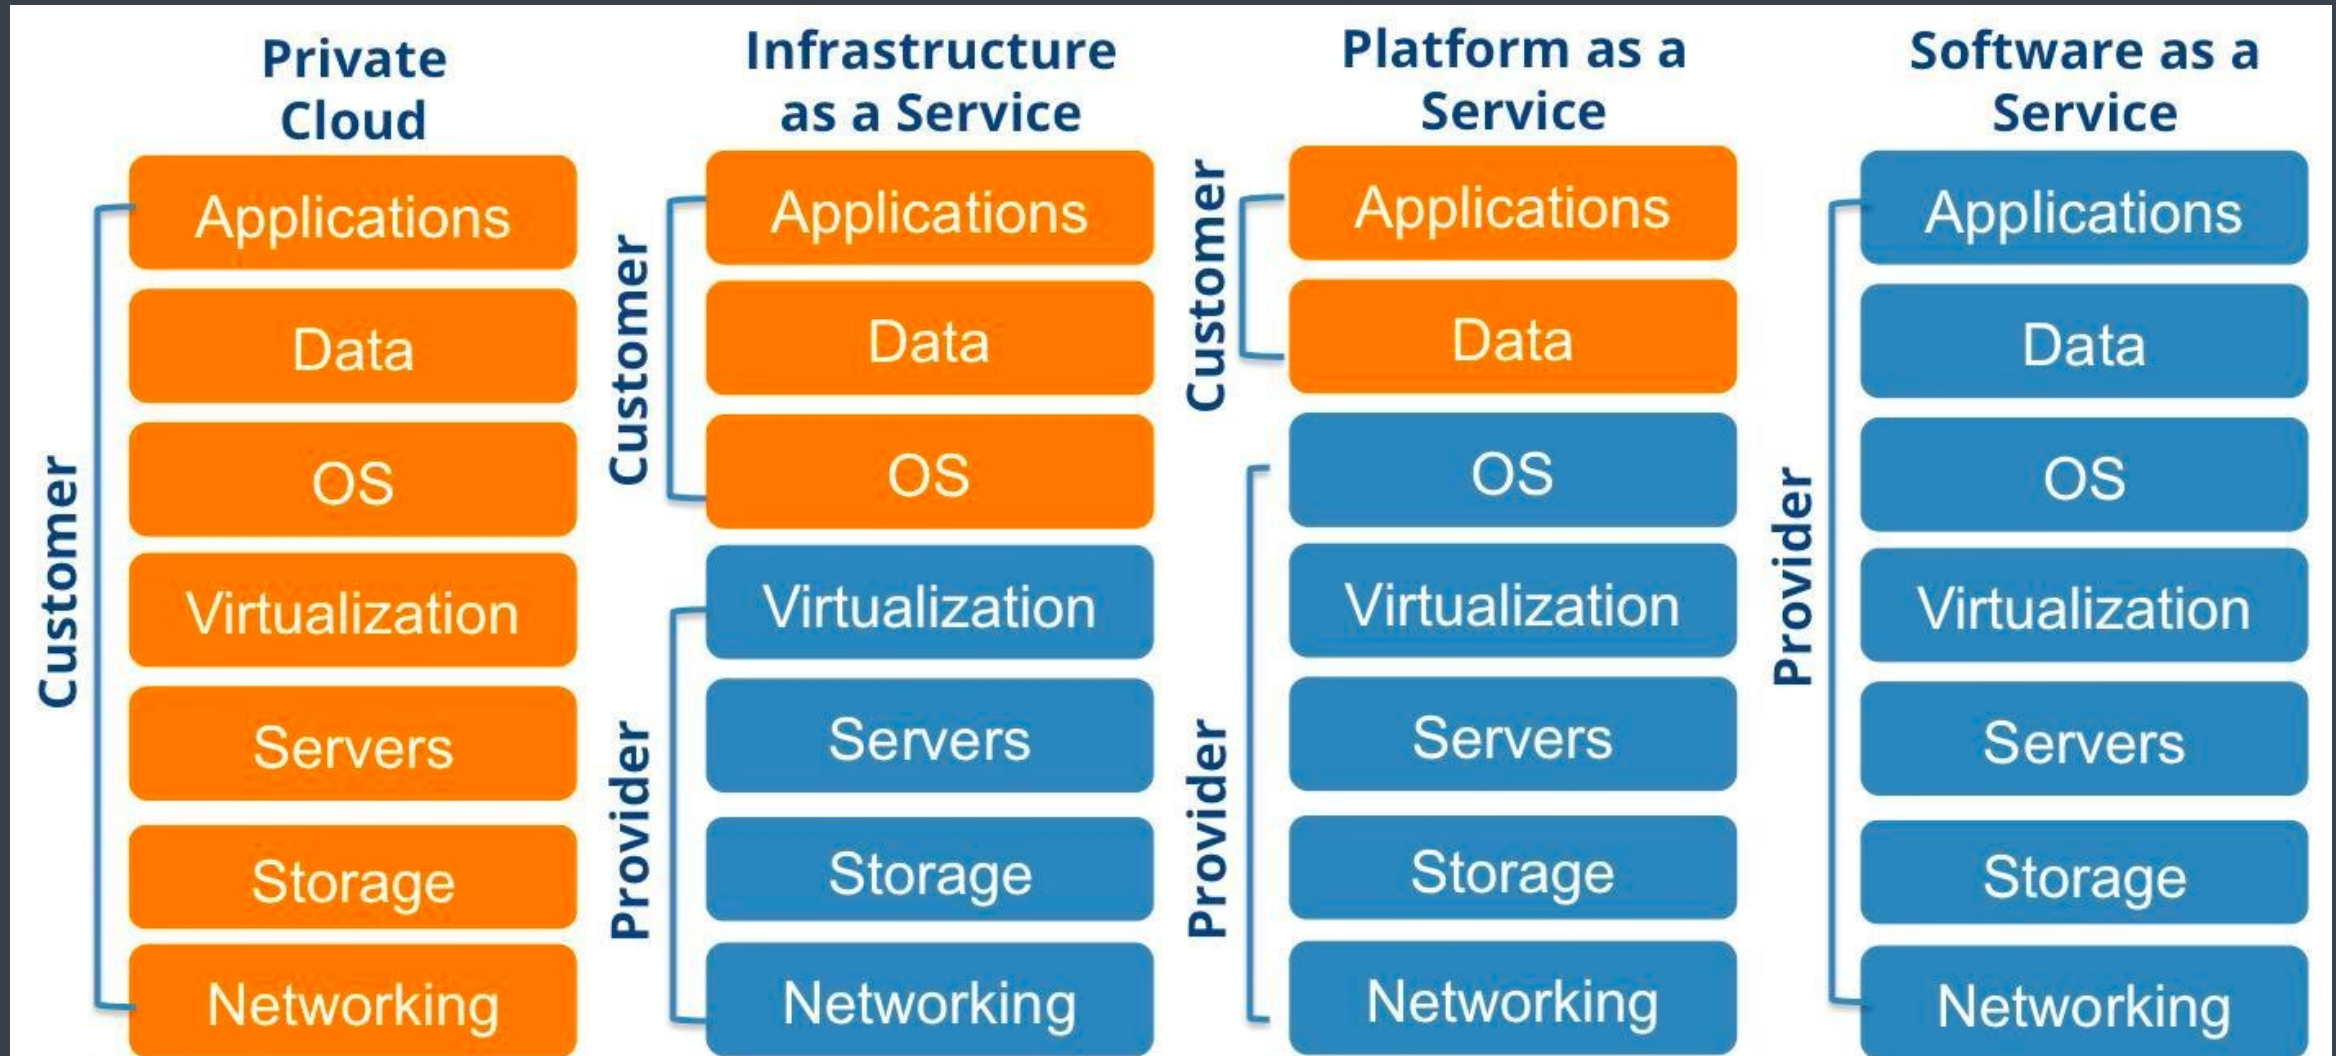 Private
Cloud
Customer
Applications
Data
OS
Virtualization
Servers
Storage
Networking
Infrastructure
as a Service
Customer
Applications
Data
OS
Provider
Virtualization
Servers
Storage
Networking
Platform as a
Service
Customer
Applications
Data
Provider
OS
Virtualization
Servers
Storage
Networking
Software as a
Service
Provider
Applications
Data
OS
Virtualization
Servers
Storage
Networking